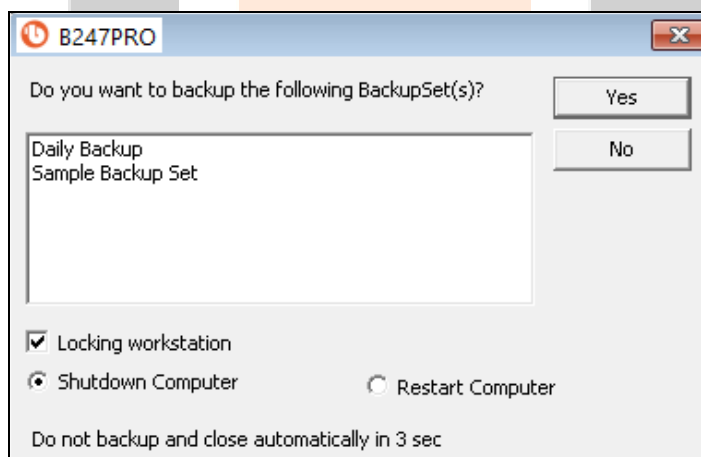 B247PRO
Do you want to backup the following BackupSet(s)?
Yes
No
Daily Backup
Sample Backup Set
Locking workstation
Shutdown Computer
Restart Computer
Do not backup and close automatically in 3 sec